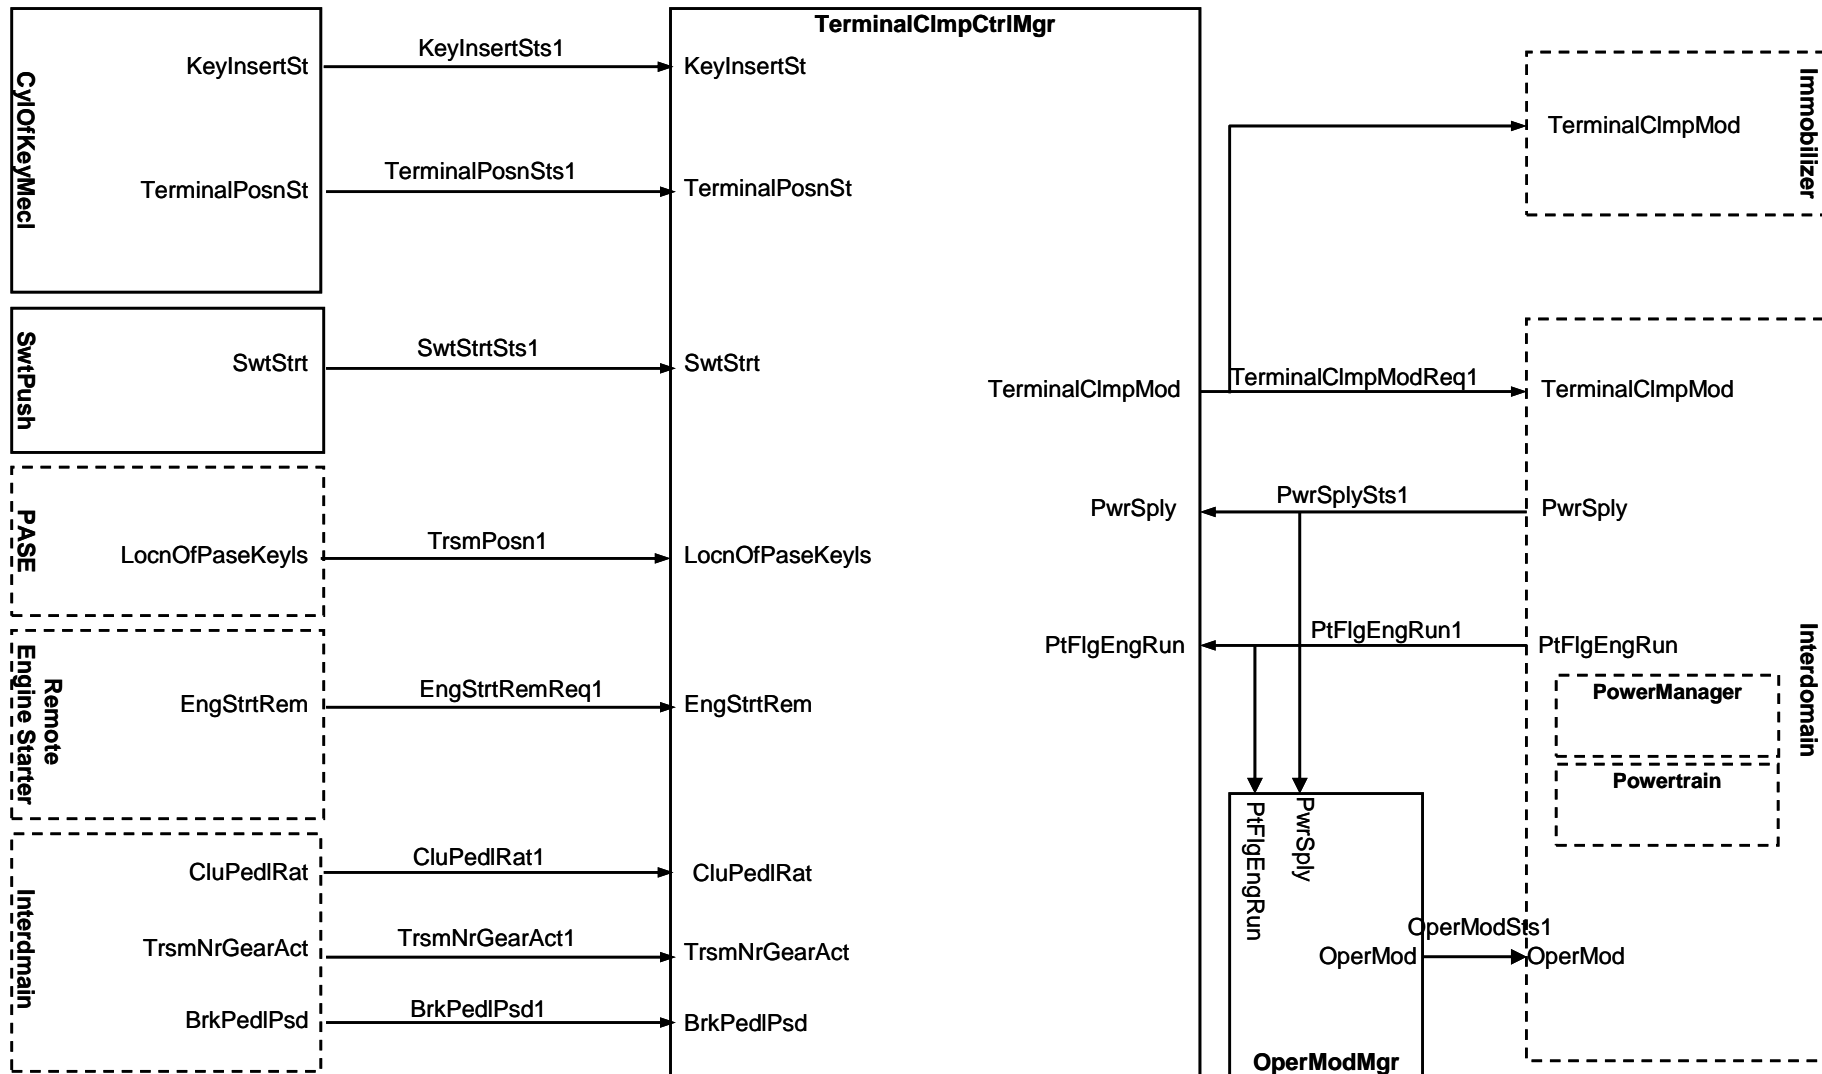 TerminalClmpCtrlMgr
CylOfKeyMecl
KeyInsertSt
KeyInsertSts1
KeyInsertSt
TerminalPosnSt
TerminalPosnSts1
TerminalPosnSt
SwtPush
SwtStrt
SwtStrtSts1
SwtStrt
PASE
LocnOfPaseKeyIs
TrsmPosn1
LocnOfPaseKeyIs
Remote
Engine Starter
EngStrtRem
EngStrtRemReq1
EngStrtRem
Interdmain
CluPedlRat
CluPedlRat1
CluPedlRat
TrsmNrGearAct
TrsmNrGearAct1
TrsmNrGearAct
BrkPedlPsd
BrkPedlPsd1
BrkPedlPsd
TerminalClmpMod
TerminalClmpModReq1
TerminalClmpMod
Immobilizer
TerminalClmpMod
PwrSply
PwrSplySts1
PwrSply
PtFlgEngRun
PtFlgEngRun1
PtFlgEngRun
Interdomain
PowerManager
Powertrain
PtFlgEngRun
PwrSply
OperMod
OperModSts1
OperMod
OperModMgr